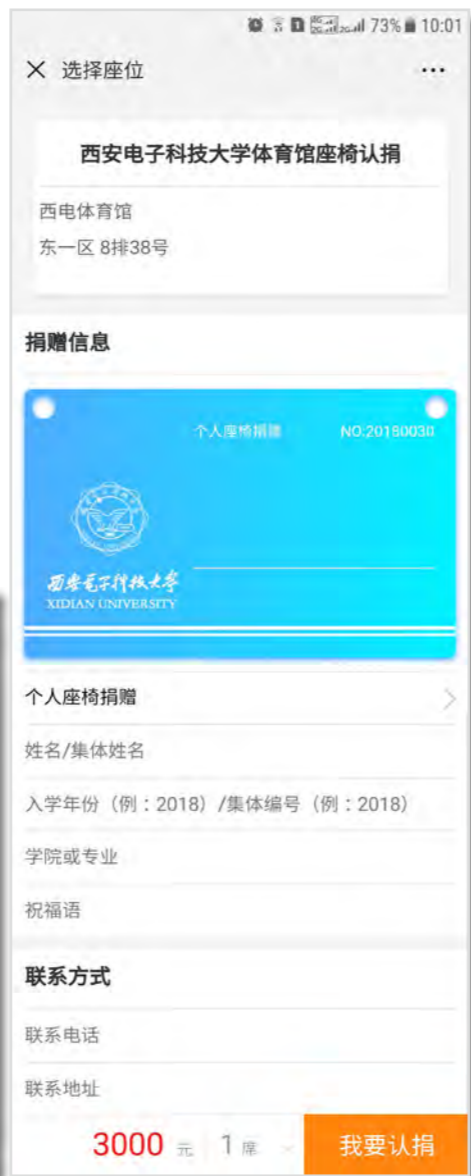 73% 10:01
选择座位
西安电子科技大学体育馆座椅认捐
西电体育馆
东一区 8排38号
捐赠信息
个人座椅捐赠 NO:20180030
西安电子科技大学
XIDIAN UNIVERSITY
个人座椅捐赠
姓名/集体姓名
入学年份（例：2018）/集体编号（例：2018）
学院或专业
祝福语
联系方式
联系电话
联系地址
3000 元 1 席 我要认捐